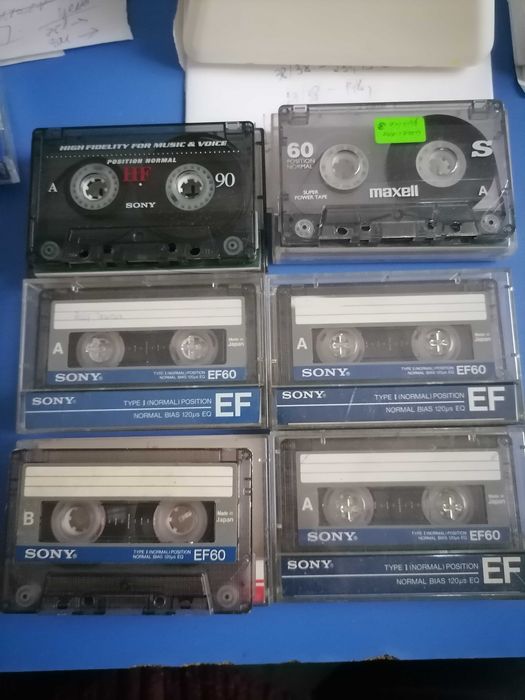 HIGH FIDELITY FOR MUSIC & VOICE
POSITION NORMAL
A
HF
90
SONY
60
POSITION
NORMAL
S
SUPER
POWER TAPE
maxell
A
A
Made in
Japan
SONY
TYPE I (NORMAL) POSITION
NORMAL BIAS 120µs EQ
EF60
SONY
TYPE I (NORMAL) POSITION
NORMAL BIAS 120µs EQ
EF
A
Made in
Japan
SONY
TYPE I (NORMAL) POSITION
NORMAL BIAS 120µs EQ
EF60
SONY
TYPE I (NORMAL) POSITION
NORMAL BIAS 120µs EQ
EF
B
Made in
Japan
SONY
TYPE I (NORMAL) POSITION
NORMAL BIAS 120µs EQ
EF60
A
Made in
Japan
SONY
TYPE I (NORMAL) POSITION
NORMAL BIAS 120µs EQ
EF60
SONY
TYPE I (NORMAL) POSITION
NORMAL BIAS 120µs EQ
EF